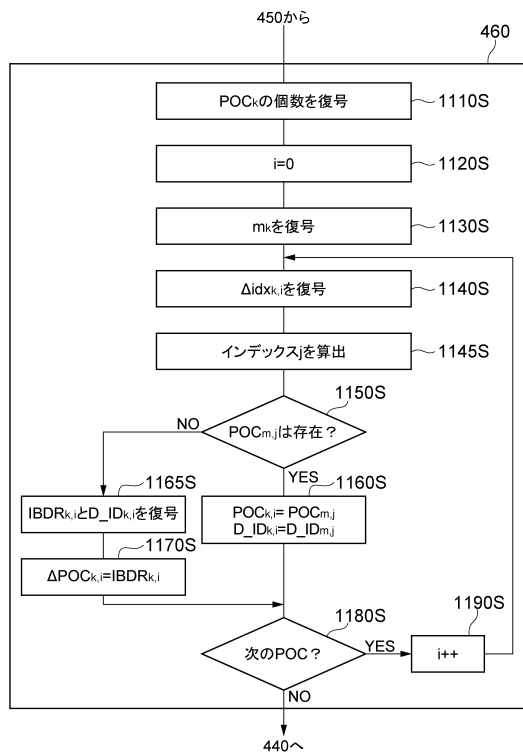 450から
460
POCkの個数を復号
1110S
i=0
1120S
mkを復号
1130S
Δidxk,iを復号
1140S
インデックスjを算出
1145S
1150S
POCm,jは存在？
NO
YES
1165S
IBDRk,iとD_IDk,iを復号
1160S
POCk,i= POCm,j
D_IDk,i=D_IDm,j
1170S
ΔPOCk,i=IBDRk,i
1180S
次のPOC？
YES
1190S
i++
NO
440へ